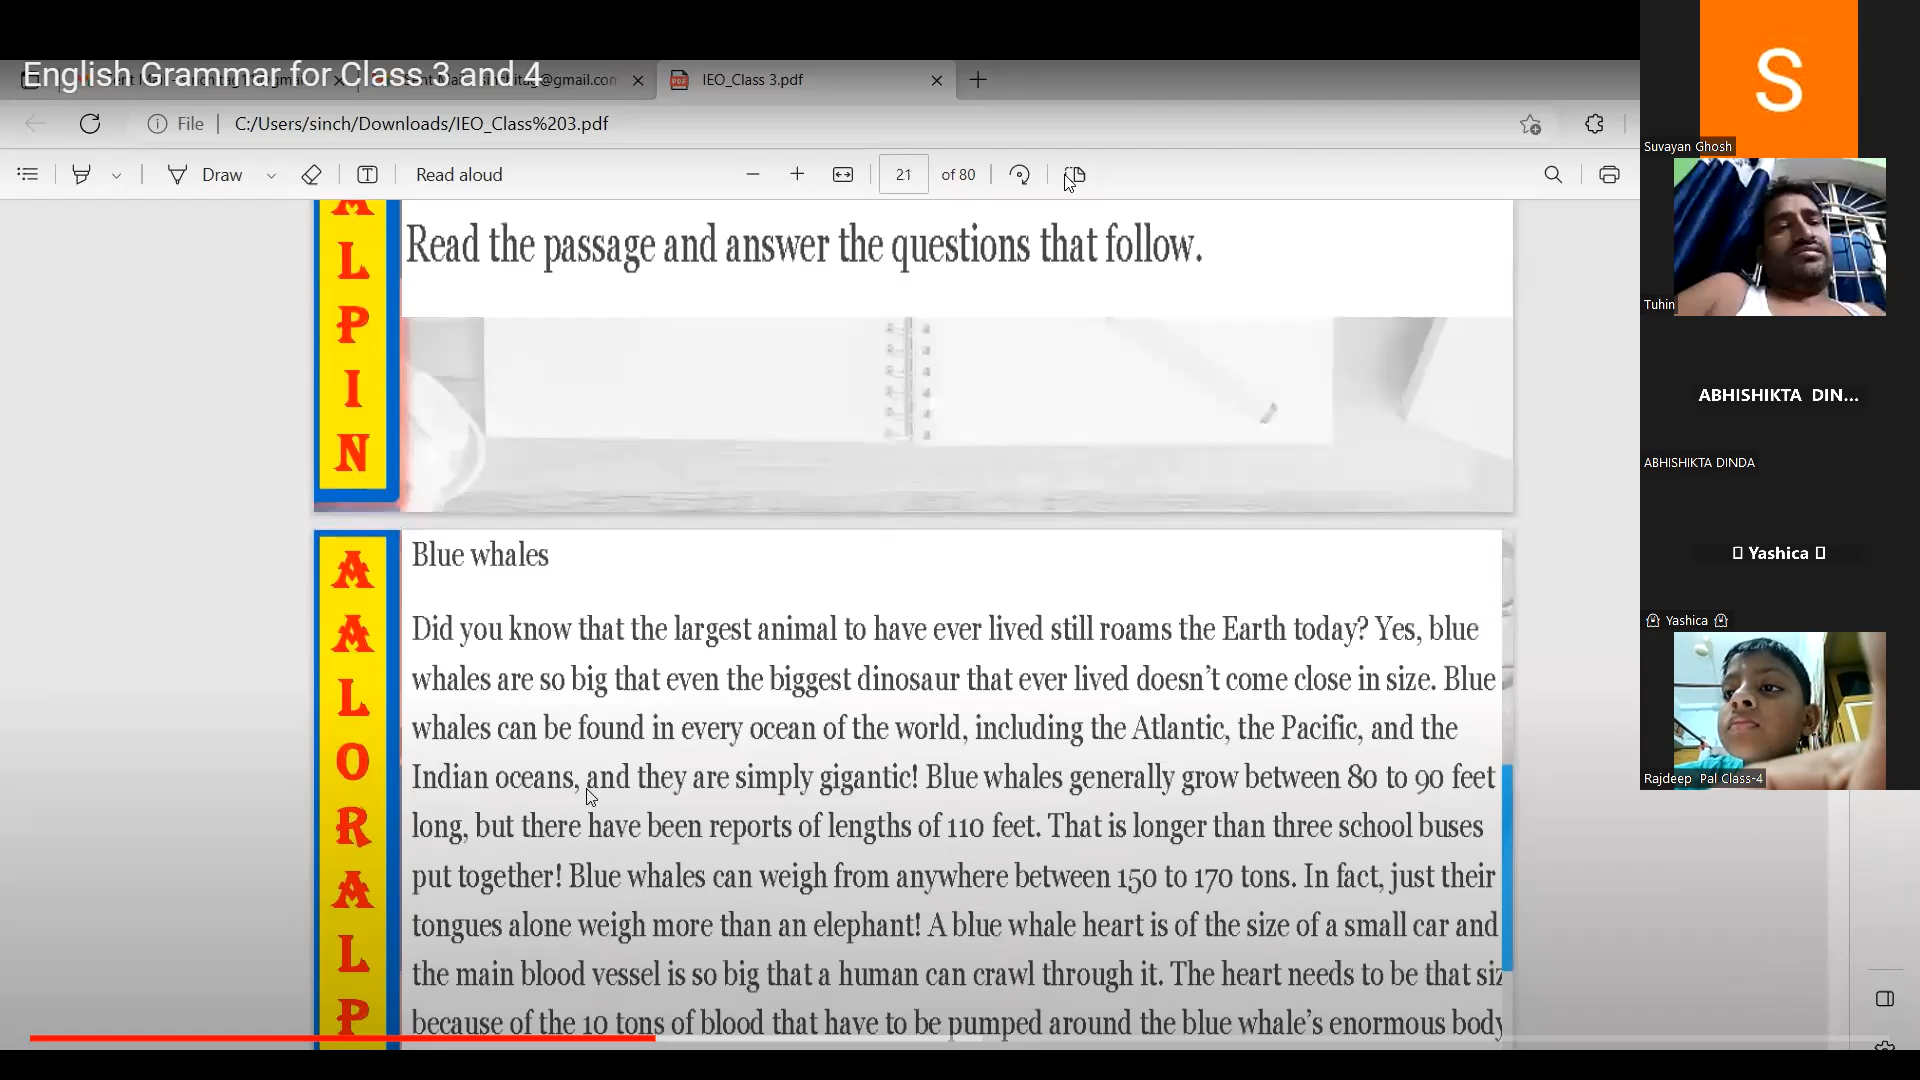 English Grammar for Class 3 and 4
@gmail.com
IEO_Class 3.pdf
File
C:/Users/sinch/Downloads/IEO_Class%203.pdf
Draw
Read aloud
21
of 80
A
L
P
I
N
Read the passage and answer the questions that follow.
A
A
L
O
R
A
L
P
Blue whales
Did you know that the largest animal to have ever lived still roams the Earth today? Yes, blue
whales are so big that even the biggest dinosaur that ever lived doesn't come close in size. Blue
whales can be found in every ocean of the world, including the Atlantic, the Pacific, and the
Indian oceans, and they are simply gigantic! Blue whales generally grow between 80 to 90 feet
long, but there have been reports of lengths of 110 feet. That is longer than three school buses
put together! Blue whales can weigh from anywhere between 150 to 170 tons. In fact, just their
tongues alone weigh more than an elephant! A blue whale heart is of the size of a small car and
the main blood vessel is so big that a human can crawl through it. The heart needs to be that siz
because of the 10 tons of blood that have to be pumped around the blue whale's enormous body
S
Suvayan Ghosh
Tuhin
ABHISHIKTA DIN...
ABHISHIKTA DINDA
Yashica
Yashica
Rajdeep Pal Class-4